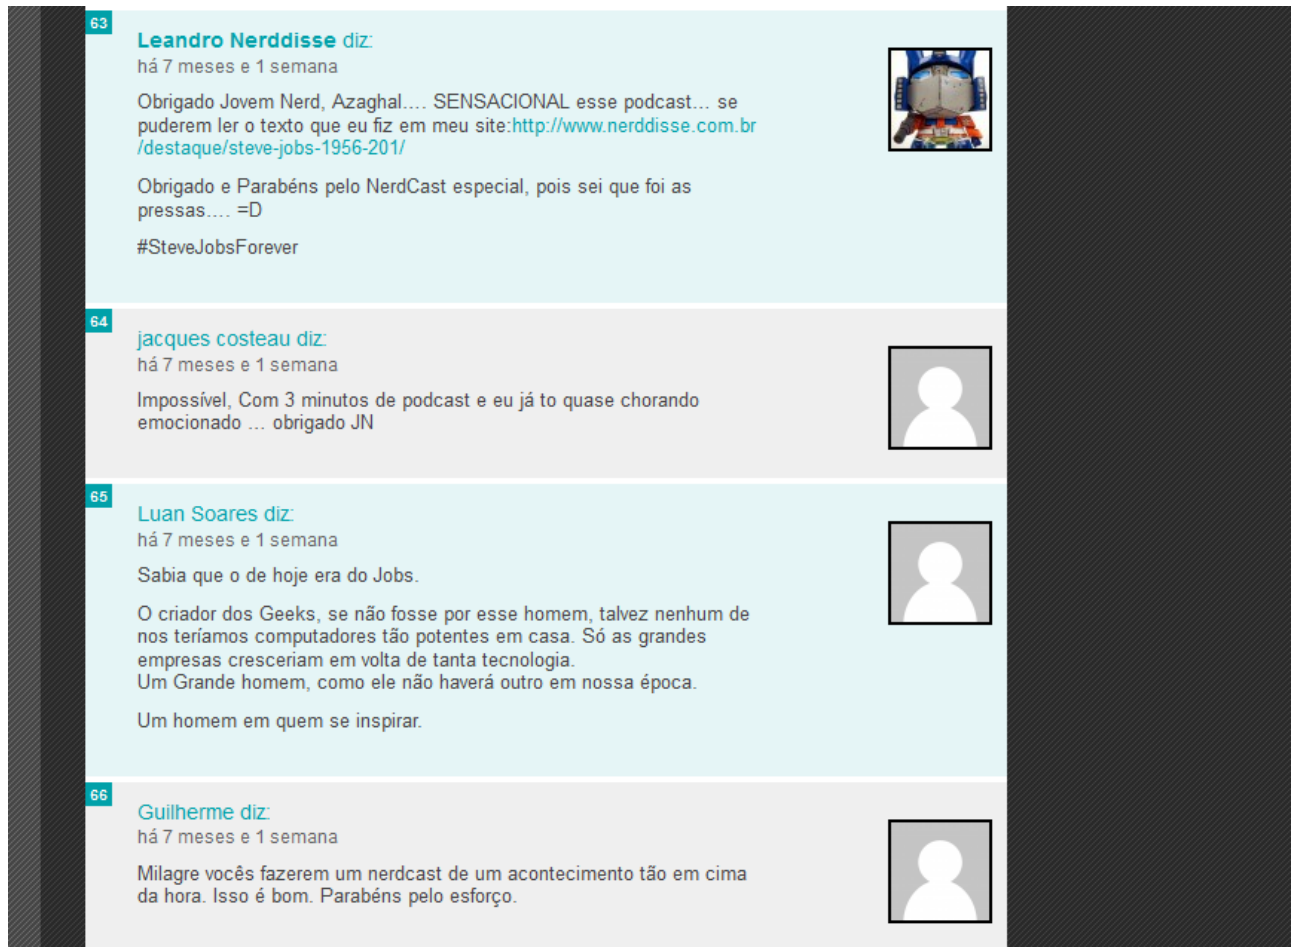 63
Leandro Nerddisse diz:
há 7 meses e 1 semana
Obrigado Jovem Nerd, Azaghal.... SENSACIONAL esse podcast... se
puderem ler o texto que eu fiz em meu site:http://www.nerddisse.com.br
/destaque/steve-jobs-1956-201/
Obrigado e Parabéns pelo NerdCast especial, pois sei que foi as
pressas.... =D
#SteveJobsForever
64
jacques costeau diz:
há 7 meses e 1 semana
Impossível, Com 3 minutos de podcast e eu já to quase chorando
emocionado ... obrigado JN
65
Luan Soares diz:
há 7 meses e 1 semana
Sabia que o de hoje era do Jobs.
O criador dos Geeks, se não fosse por esse homem, talvez nenhum de
nos teríamos computadores tão potentes em casa. Só as grandes
empresas cresceriam em volta de tanta tecnologia.
Um Grande homem, como ele não haverá outro em nossa época.
Um homem em quem se inspirar.
66
Guilherme diz:
há 7 meses e 1 semana
Milagre vocês fazerem um nerdcast de um acontecimento tão em cima
da hora. Isso é bom. Parabéns pelo esforço.